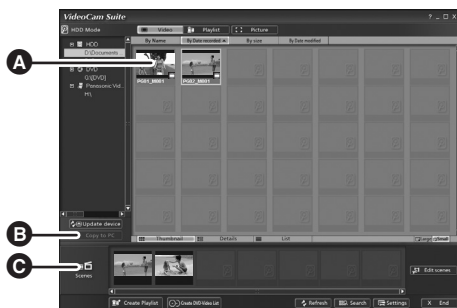 VideoCam Suite
? _ □ X
HDD Mode
Video Playlist Picture
By Name By Date recorded By size By Date modified
HDD
D:\Documents
DVD
G:\[DVD]
Panasonic Vid..
H:\
A
PG01_M001 PG02_M001
Update device
B
Copy to PC
Thumbnail Details List Large Small
C
Scenes
Edit scenes
Create Playlist Create DVD-Video List Refresh Search Settings X End